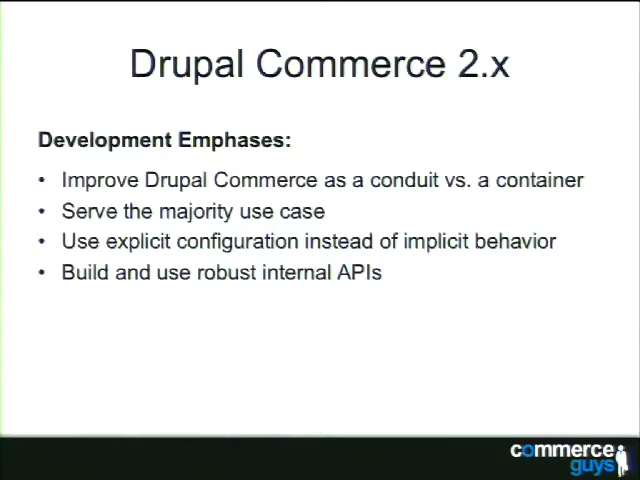 Drupal Commerce 2.x
Development Emphases:
• Improve Drupal Commerce as a conduit vs. a container
• Serve the majority use case
• Use explicit configuration instead of implicit behavior
• Build and use robust internal APIs
commerce
guys